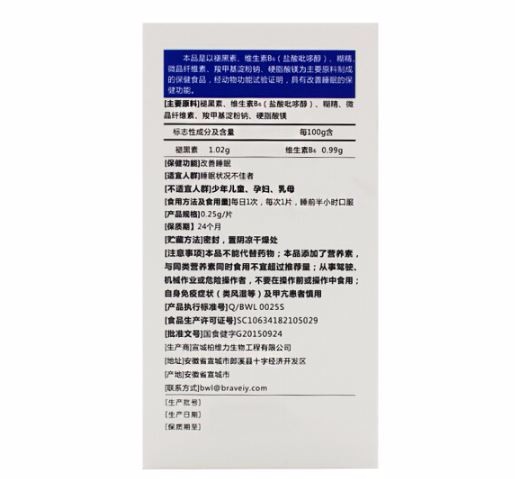 本品是以褪黑素、维生素B₆（盐酸吡哆醇）、糊精、
微晶纤维素、羧甲基淀粉钠、硬脂酸镁为主要原料制成
的保健食品，经动物功能试验证明，具有改善睡眠的保
健功能。
[主要原料]褪黑素、维生素B₆（盐酸吡哆醇）、糊精、微
晶纤维素、羧甲基淀粉钠、硬脂酸镁
标志性成分及含量 每100g含
褪黑素 1.02g 维生素B₆ 0.99g
[保健功能]改善睡眠
[适宜人群]睡眠状况不佳者
[不适宜人群]少年儿童、孕妇、乳母
[食用方法及食用量]每日1次，每次1片，睡前半小时口服
[产品规格]0.25g/片
[保质期] 24个月
[贮藏方法]密封，置阴凉干燥处
[注意事项]本品不能代替药物；本品添加了营养素，
与同类营养素同时食用不宜超过推荐量；从事驾驶、
机械作业或危险操作者，不要在操作前或操作中食用；
自身免疫症状（类风湿等）及甲亢患者慎用
[产品执行标准号]Q/BWL 0025S
[食品生产许可证号]SC10634182105029
[批准文号]国食健字G20150924
[生产商]宣城柏维力生物工程有限公司
[地址]安徽省宣城市郎溪县十字经济开发区
[产地]安徽省宣城市
[联系方式]bwl@braveiy.com
[生产批号]
[生产日期]
[保质期至]